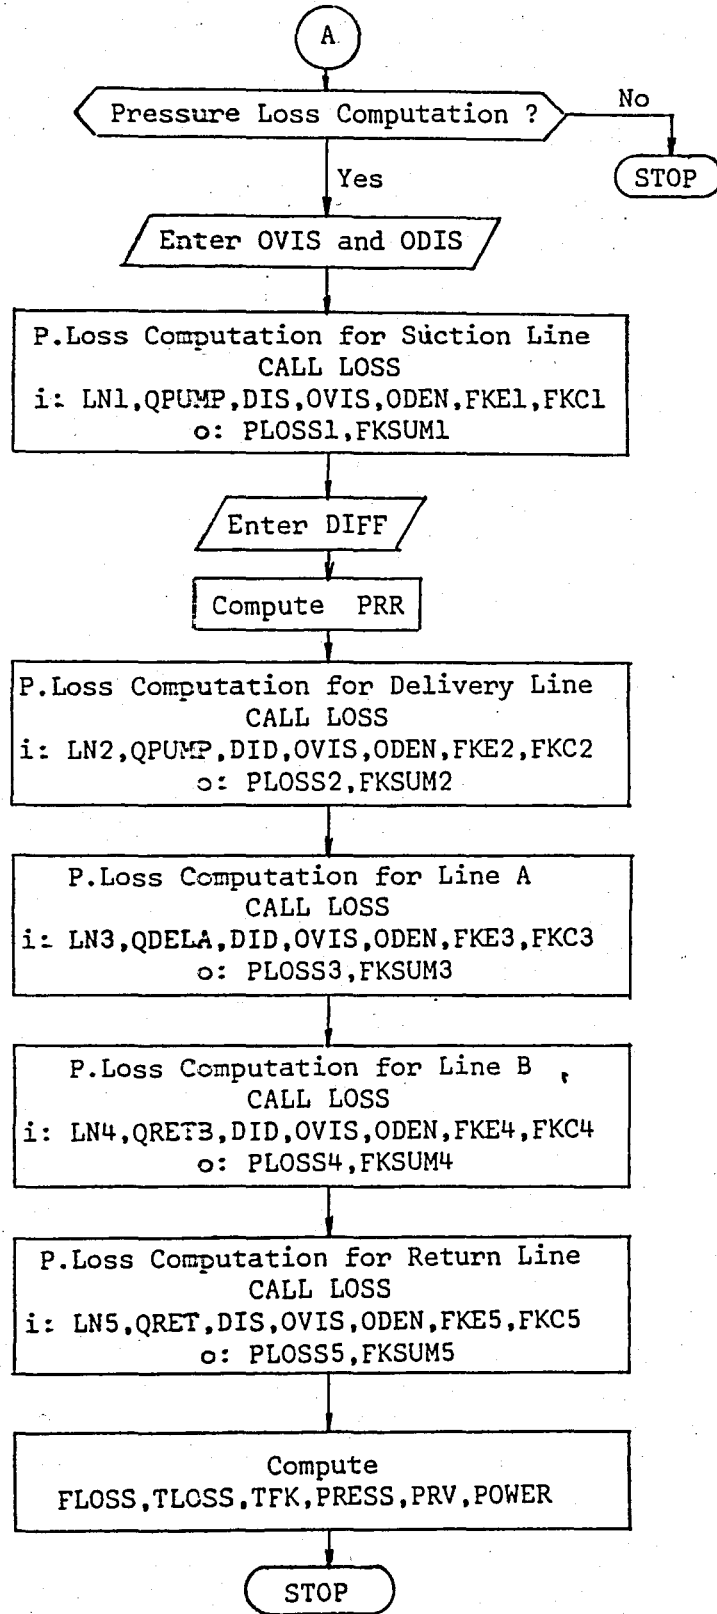 A
Pressure Loss Computation ?
No
STOP
Yes
Enter OVIS and ODIS
P.Loss Computation for Suction Line
CALL LOSS
i: LN1,QPUMP,DIS,OVIS,ODEN,FKE1,FKC1
o: PLOSS1,FKSUM1
Enter DIFF
Compute PRR
P.Loss Computation for Delivery Line
CALL LOSS
i: LN2,QPUMP,DID,OVIS,ODEN,FKE2,FKC2
o: PLOSS2,FKSUM2
P.Loss Computation for Line A
CALL LOSS
i: LN3,QDELA,DID,OVIS,ODEN,FKE3,FKC3
o: PLOSS3,FKSUM3
P.Loss Computation for Line B
CALL LOSS
i: LN4,QRETB,DID,OVIS,ODEN,FKE4,FKC4
o: PLOSS4,FKSUM4
P.Loss Computation for Return Line
CALL LOSS
i: LN5,QRET,DIS,OVIS,ODEN,FKE5,FKC5
o: PLOSS5,FKSUM5
Compute
FLOSS,TLOSS,TFK,PRESS,PRV,POWER
STOP